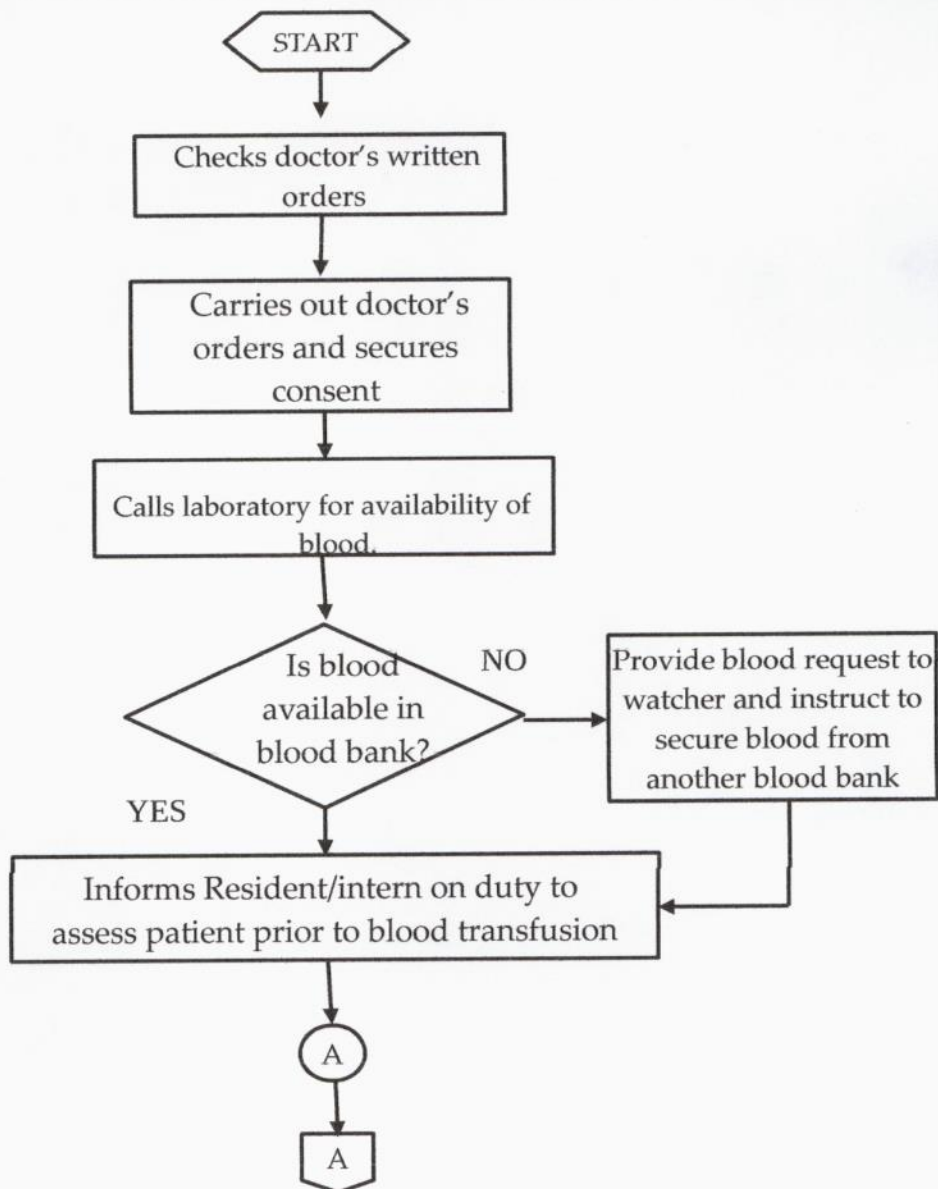 START
Checks doctor's written
orders
Carries out doctor's
orders and secures
consent
Calls laboratory for availability of
blood.
Is blood
available in
blood bank?
NO
Provide blood request to
watcher and instruct to
secure blood from
another blood bank
YES
Informs Resident/intern on duty to
assess patient prior to blood transfusion
A
A